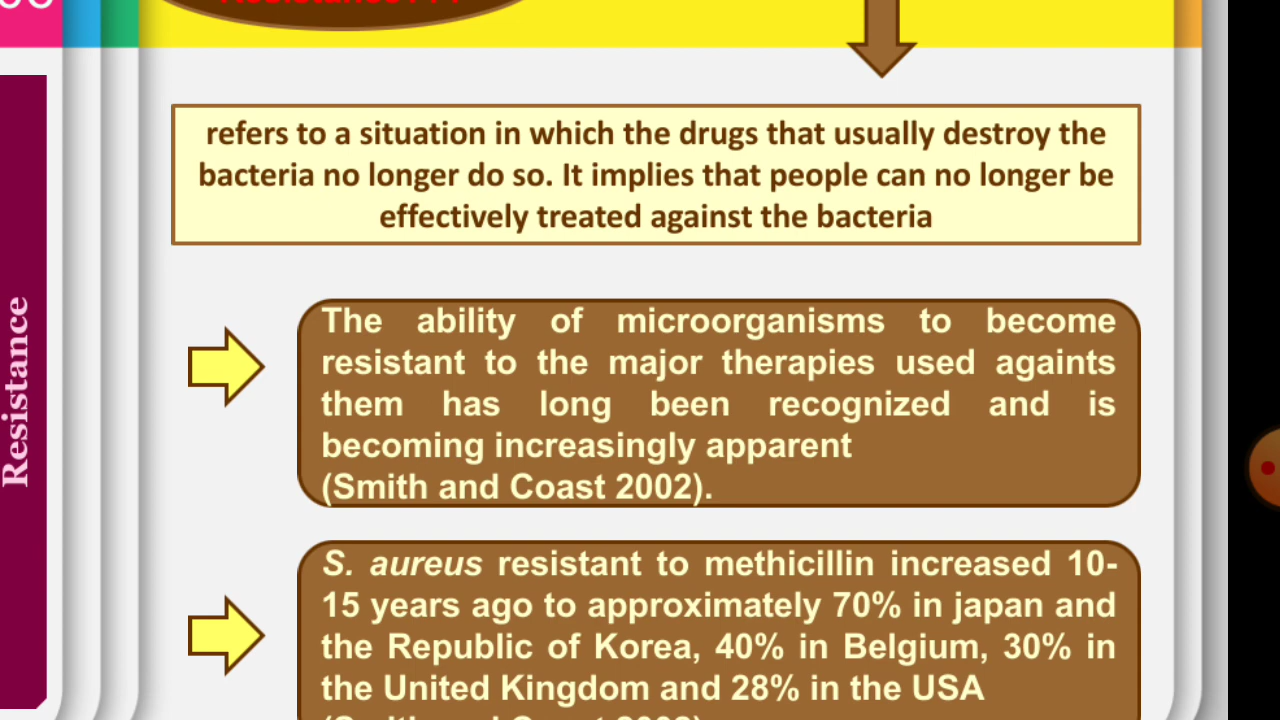 refers to a situation in which the drugs that usually destroy the
bacteria no longer do so. It implies that people can no longer be
effectively treated against the bacteria
Resistance
The ability of microorganisms to become
resistant to the major therapies used againts
them has long been recognized and is
becoming increasingly apparent
(Smith and Coast 2002).
S. aureus resistant to methicillin increased 10-
15 years ago to approximately 70% in japan and
the Republic of Korea, 40% in Belgium, 30% in
the United Kingdom and 28% in the USA